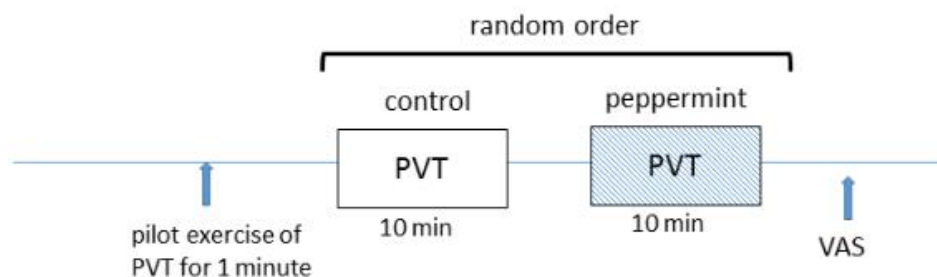 random order
control
peppermint
PVT
PVT
10 min
10 min
pilot exercise of
PVT for 1 minute
VAS